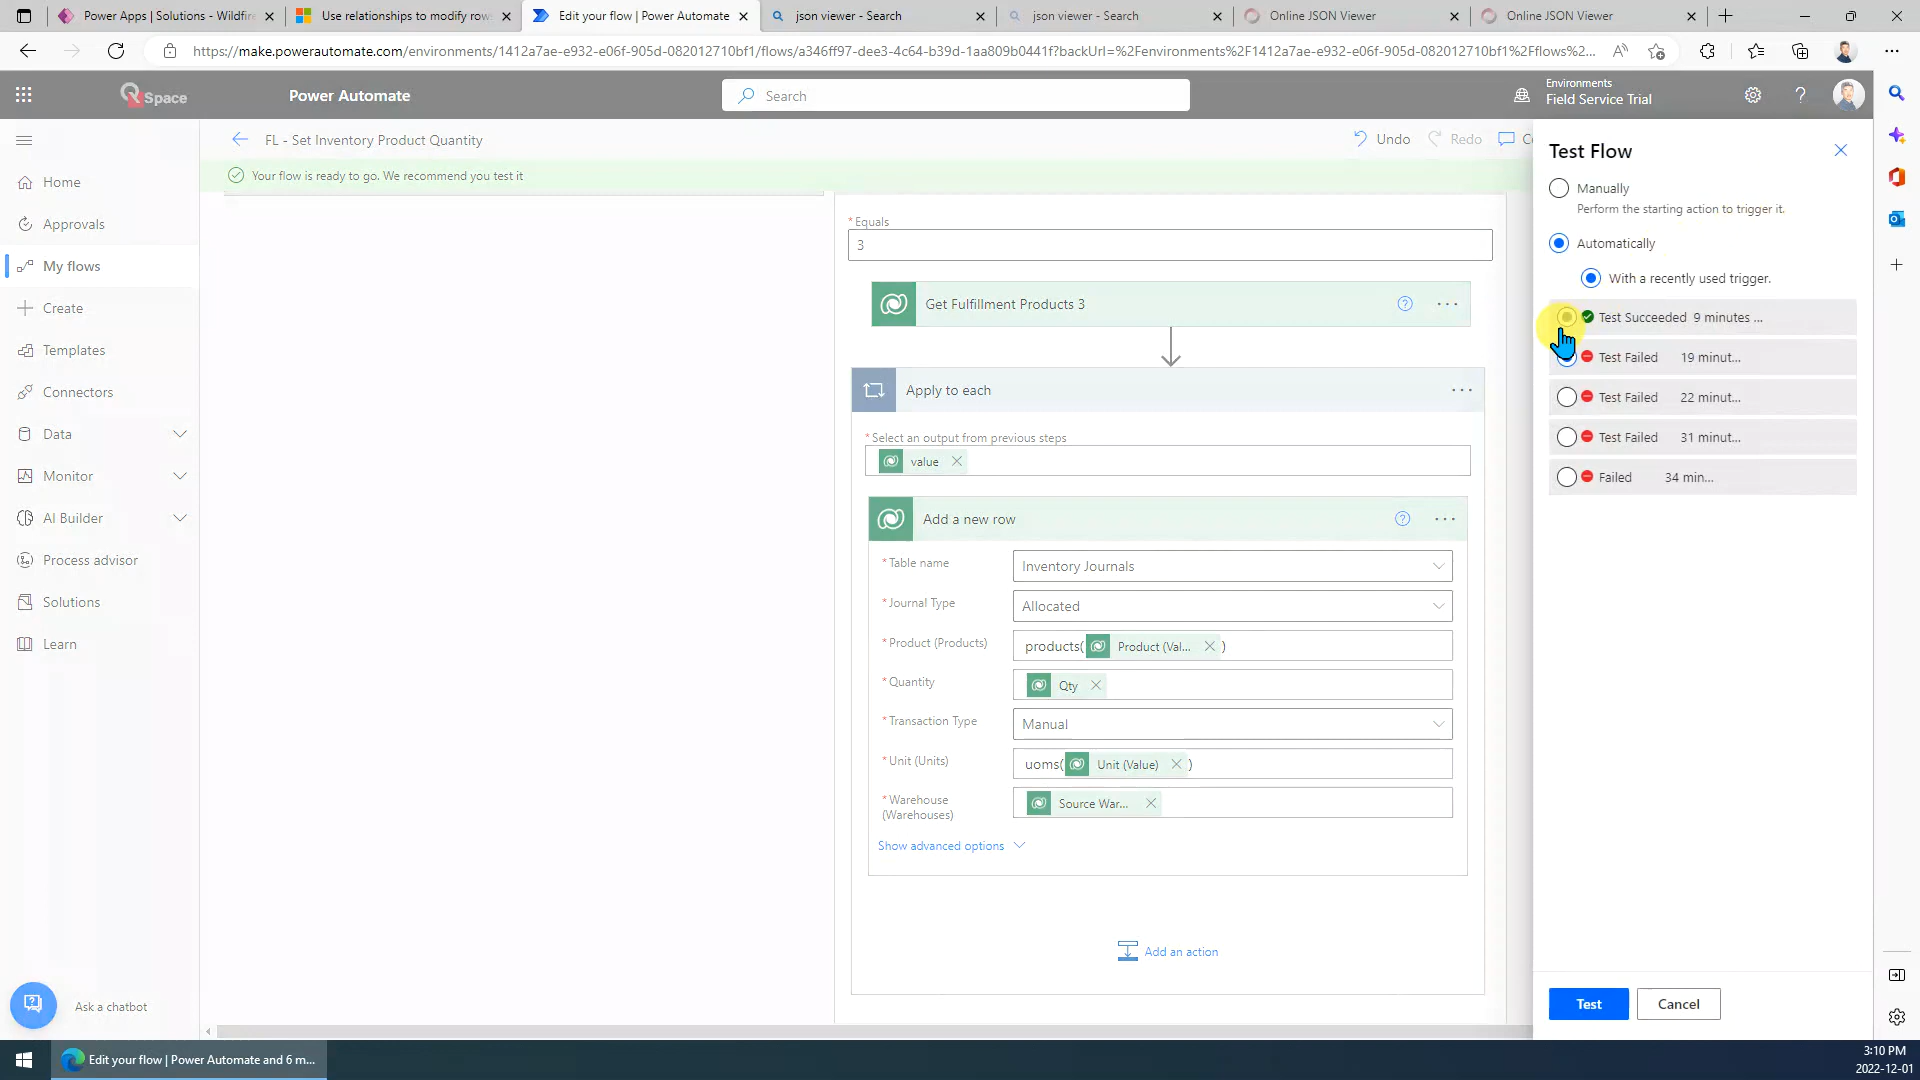 Power Apps | Solutions - Wildfir
Use relationships to modify row
Edit your flow | Power Automate
json viewer - Search
json viewer - Search
Online JSON Viewer
Online JSON Viewer
https://make.powerautomate.com/environments/1412a7ae-e932-e06f-905d-082012710bf1/flows/a346ff97-dee3-4c64-b39d-1aa809b0441f?backUrl=%2Fenvironments%2F1412a7ae-e932-e06f-905d-082012710bf1%2Fflows%2...
Space
Power Automate
Search
Environments
Field Service Trial
FL - Set Inventory Product Quantity
Undo
Redo
Your flow is ready to go. We recommend you test it
Home
Approvals
My flows
Create
Templates
Connectors
Data
Monitor
AI Builder
Process advisor
Solutions
Learn
Ask a chatbot
* Equals
3
Get Fulfillment Products 3
Apply to each
* Select an output from previous steps
value
Add a new row
* Table name
Inventory Journals
* Journal Type
Allocated
* Product (Products)
products( Product (Val... )
* Quantity
Qty
* Transaction Type
Manual
* Unit (Units)
uoms( Unit (Value) )
* Warehouse
(Warehouses)
Source War...
Show advanced options
Add an action
Test Flow
Manually
Perform the starting action to trigger it.
Automatically
With a recently used trigger.
Test Succeeded 9 minutes ...
Test Failed 19 minut...
Test Failed 22 minut...
Test Failed 31 minut...
Failed 34 min...
Test
Cancel
Edit your flow | Power Automate and 6 m...
3:10 PM
2022-12-01